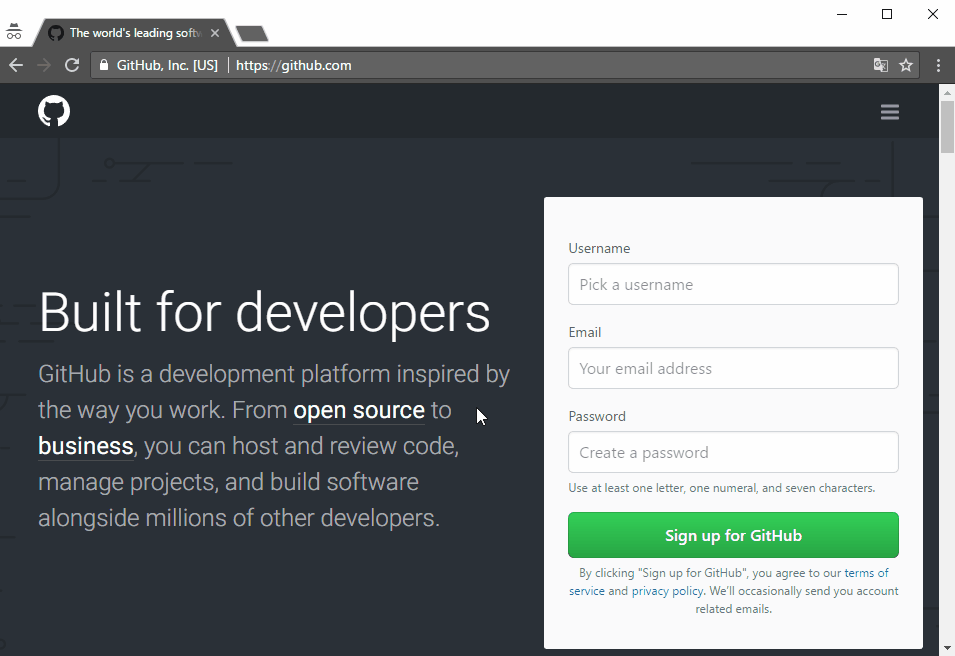 The world's leading softw
GitHub, Inc. [US] https://github.com
Built for developers
GitHub is a development platform inspired by
the way you work. From open source to
business, you can host and review code,
manage projects, and build software
alongside millions of other developers.
Username
Pick a username
Email
Your email address
Password
Create a password
Use at least one letter, one numeral, and seven characters.
Sign up for GitHub
By clicking "Sign up for GitHub", you agree to our terms of
service and privacy policy. We'll occasionally send you account
related emails.